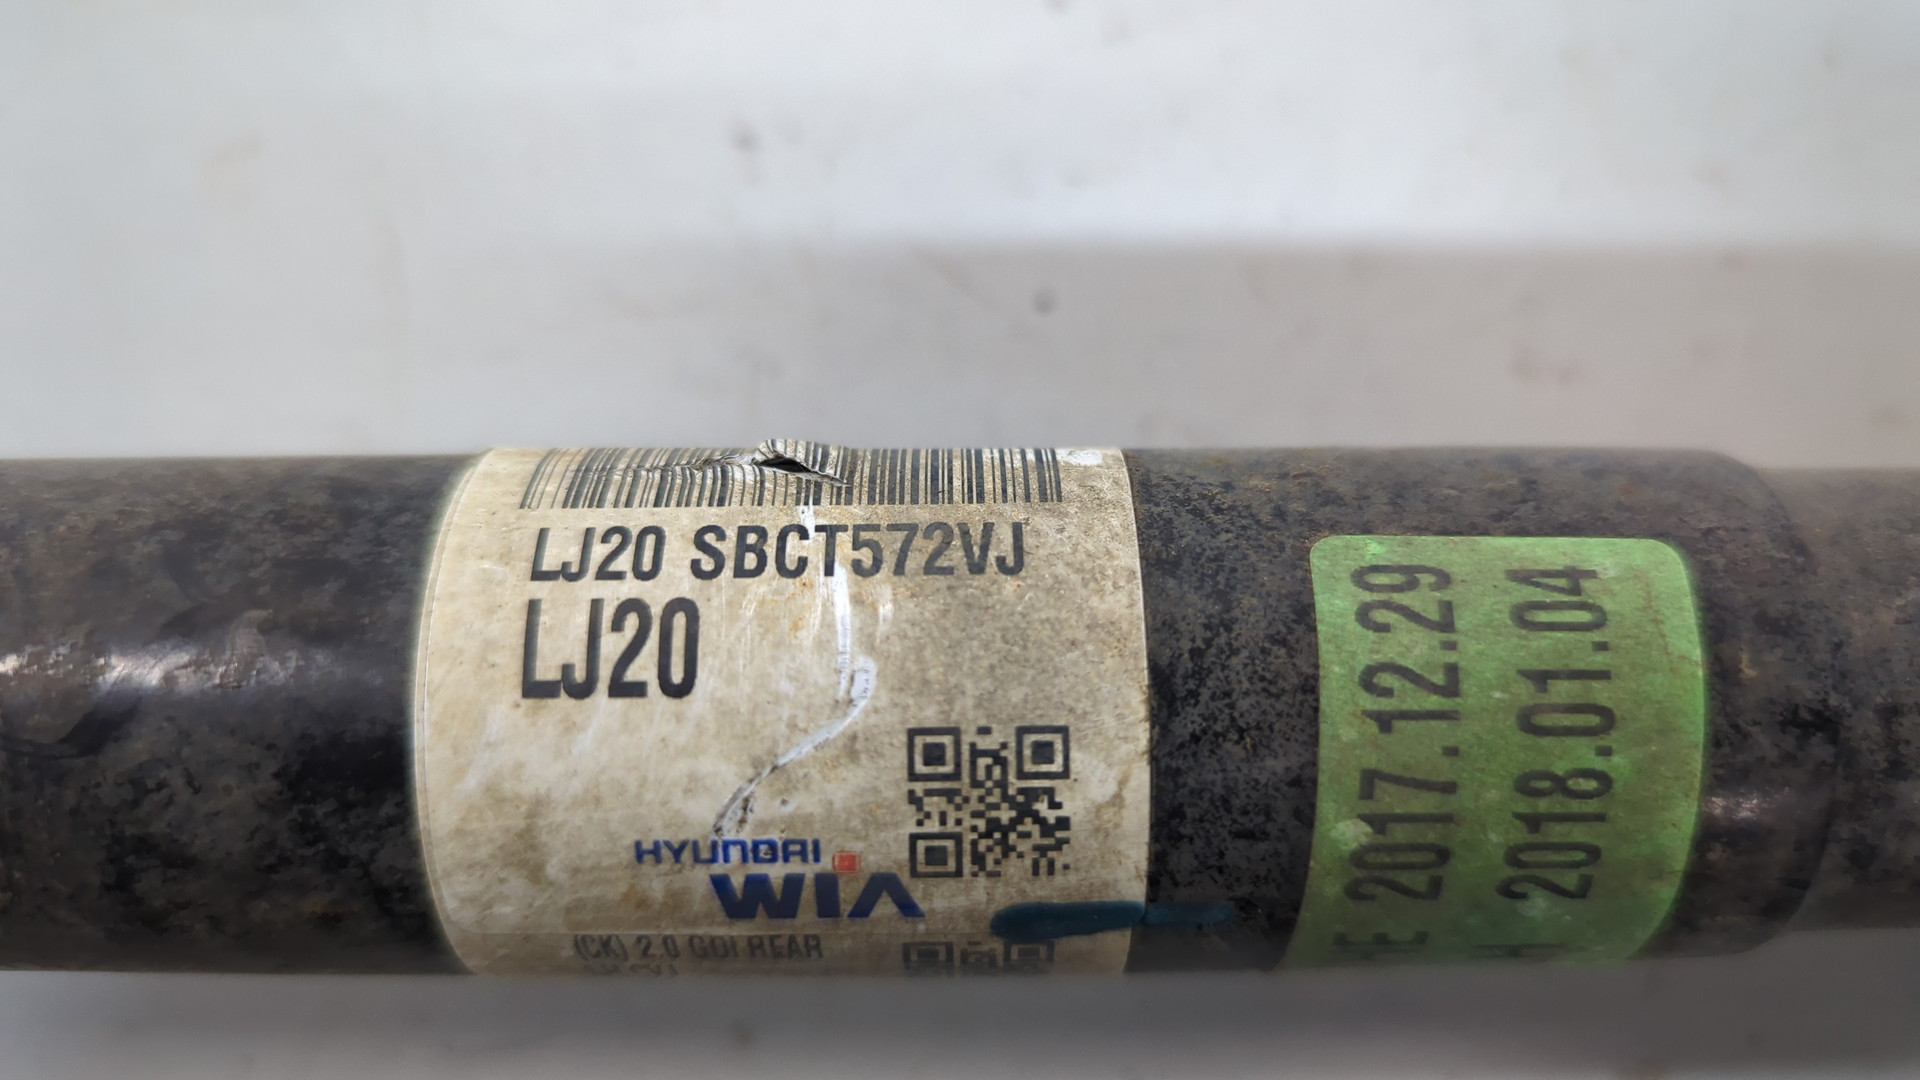 LJ20 SBCT572VJ
LJ20
HYUNDAI
WIA
(CK) 2.0 GDI REAR
2017.12.29
2018.01.04